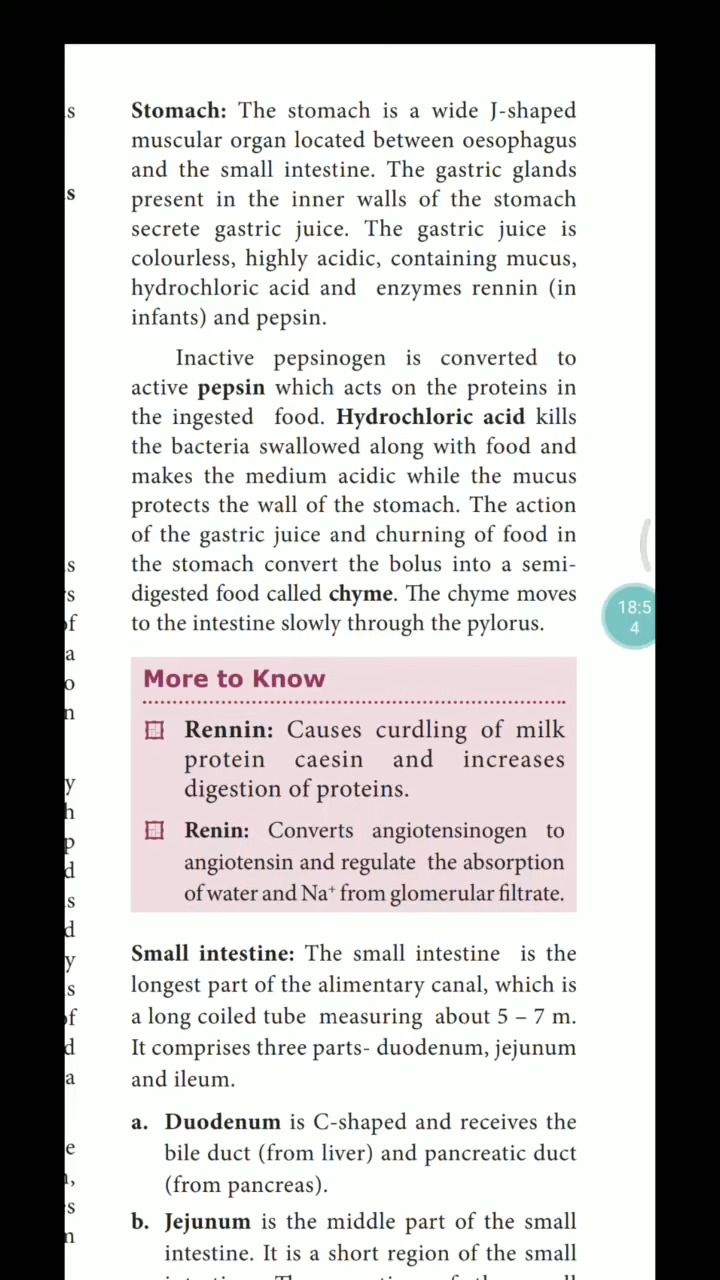 Stomach: The stomach is a wide J-shaped
muscular organ located between oesophagus
and the small intestine. The gastric glands
present in the inner walls of the stomach
secrete gastric juice. The gastric juice is
colourless, highly acidic, containing mucus,
hydrochloric acid and enzymes rennin (in
infants) and pepsin.
Inactive pepsinogen is converted to
active pepsin which acts on the proteins in
the ingested food. Hydrochloric acid kills
the bacteria swallowed along with food and
makes the medium acidic while the mucus
protects the wall of the stomach. The action
of the gastric juice and churning of food in
the stomach convert the bolus into a semi-
digested food called chyme. The chyme moves
to the intestine slowly through the pylorus.
18:5
4
More to Know
Rennin: Causes curdling of milk
protein caesin and increases
digestion of proteins.
Renin: Converts angiotensinogen to
angiotensin and regulate the absorption
of water and Na⁺ from glomerular filtrate.
Small intestine: The small intestine is the
longest part of the alimentary canal, which is
a long coiled tube measuring about 5 – 7 m.
It comprises three parts- duodenum, jejunum
and ileum.
a. Duodenum is C-shaped and receives the
bile duct (from liver) and pancreatic duct
(from pancreas).
b. Jejunum is the middle part of the small
intestine. It is a short region of the small